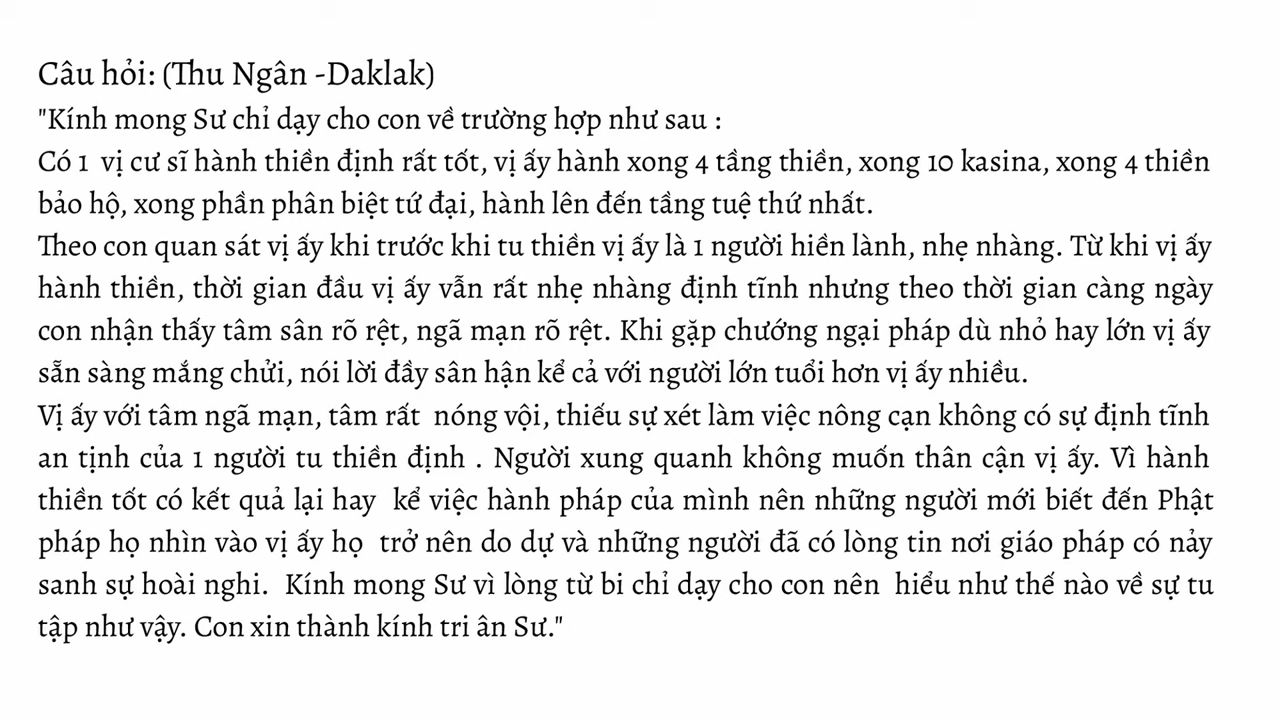 Câu hỏi: (Thu Ngân -Daklak)
"Kính mong Sư chỉ dạy cho con về trường hợp như sau :
Có 1 vị cư sĩ hành thiền định rất tốt, vị ấy hành xong 4 tầng thiền, xong 10 kasina, xong 4 thiền
bảo hộ, xong phần phân biệt tứ đại, hành lên đến tầng tuệ thứ nhất.
Theo con quan sát vị ấy khi trước khi tu thiền vị ấy là 1 người hiền lành, nhẹ nhàng. Từ khi vị ấy
hành thiền, thời gian đầu vị ấy vẫn rất nhẹ nhàng định tĩnh nhưng theo thời gian càng ngày
con nhận thấy tâm sân rõ rệt, ngã mạn rõ rệt. Khi gặp chướng ngại pháp dù nhỏ hay lớn vị ấy
sẵn sàng mắng chửi, nói lời đầy sân hận kể cả với người lớn tuổi hơn vị ấy nhiều.
Vị ấy với tâm ngã mạn, tâm rất nóng vội, thiếu sự xét làm việc nông cạn không có sự định tĩnh
an tịnh của 1 người tu thiền định . Người xung quanh không muốn thân cận vị ấy. Vì hành
thiền tốt có kết quả lại hay kể việc hành pháp của mình nên những người mới biết đến Phật
pháp họ nhìn vào vị ấy họ trở nên do dự và những người đã có lòng tin nơi giáo pháp có nảy
sanh sự hoài nghi. Kính mong Sư vì lòng từ bi chỉ dạy cho con nên hiểu như thế nào về sự tu
tập như vậy. Con xin thành kính tri ân Sư."